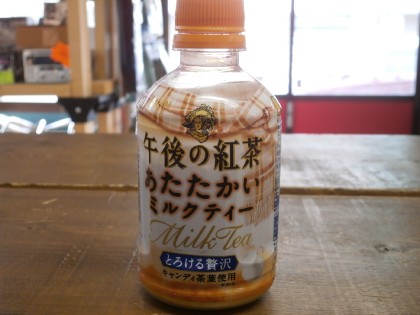 午後の紅茶
あたたかい
ミルクティー
Milk Tea
とろける贅沢
キャンディ茶葉使用